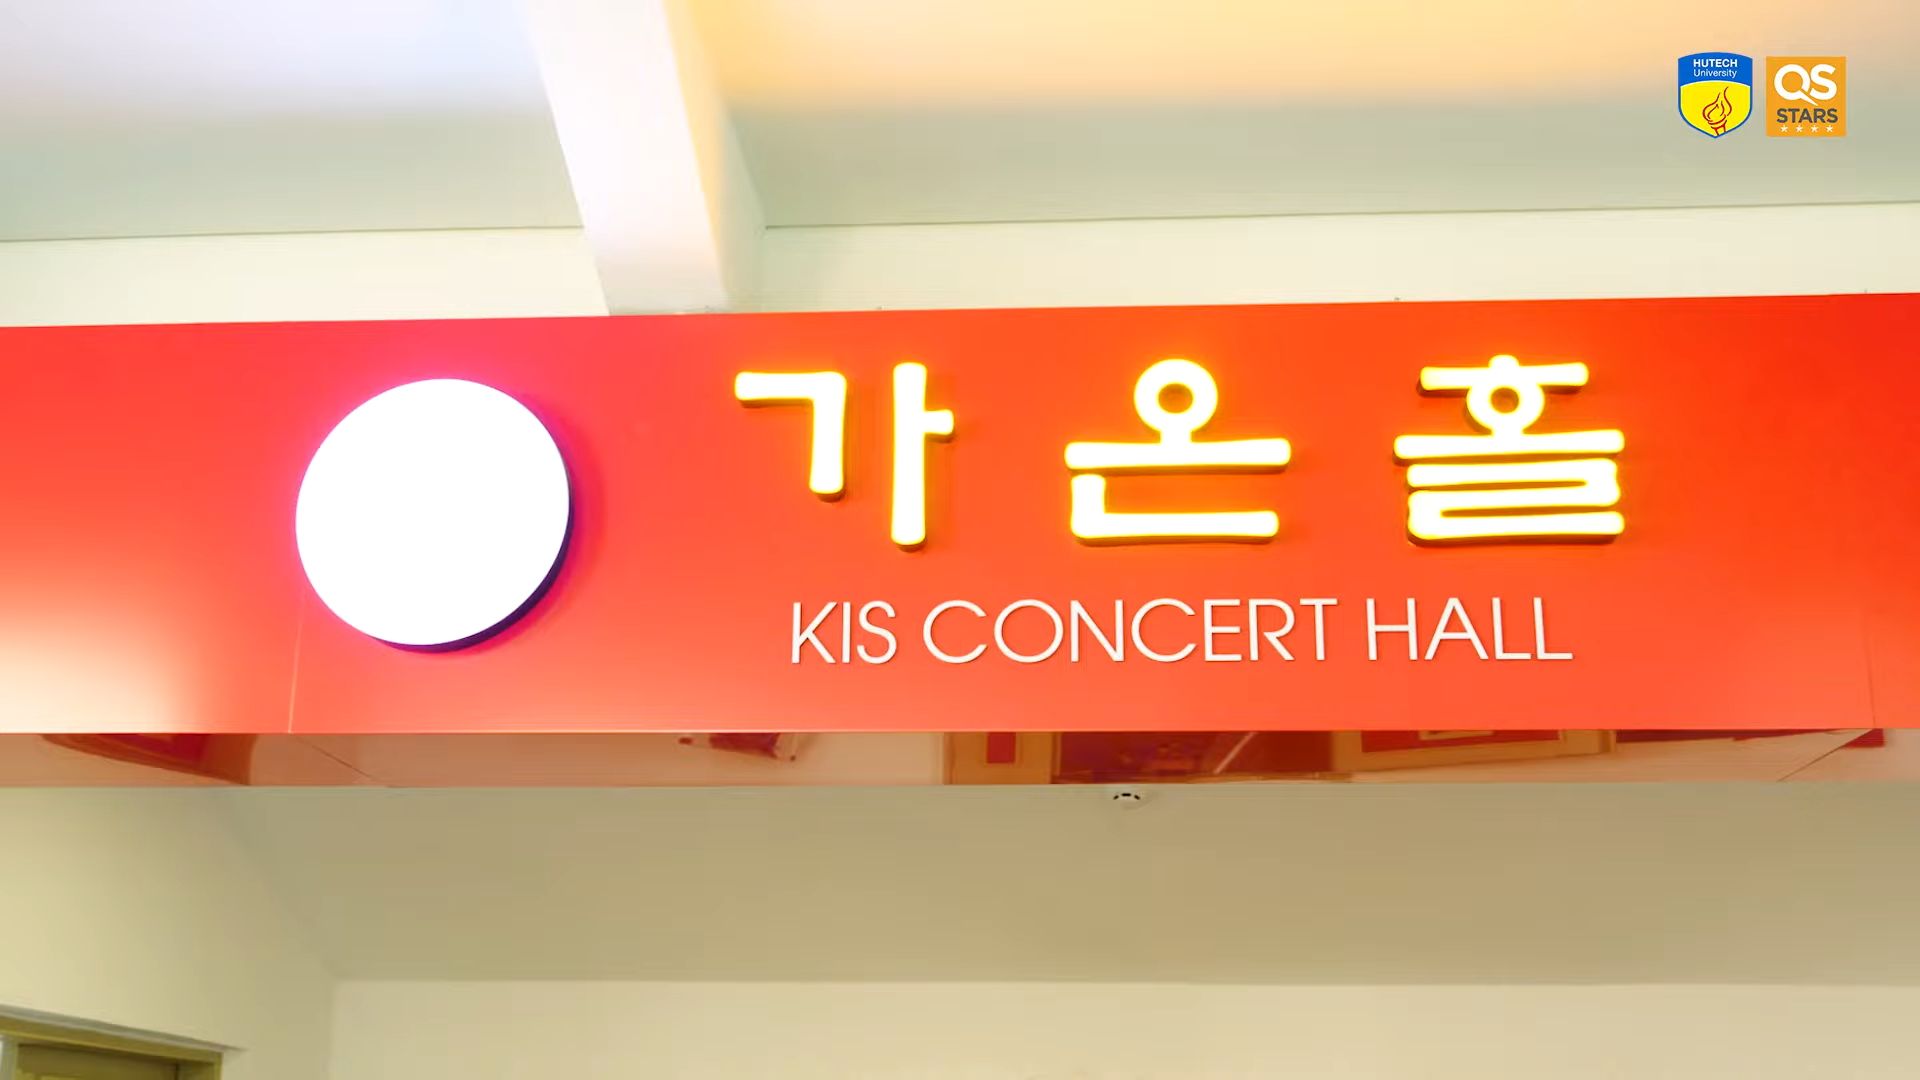 HUTECH
University
QS
STARS
가온홀
KIS CONCERT HALL